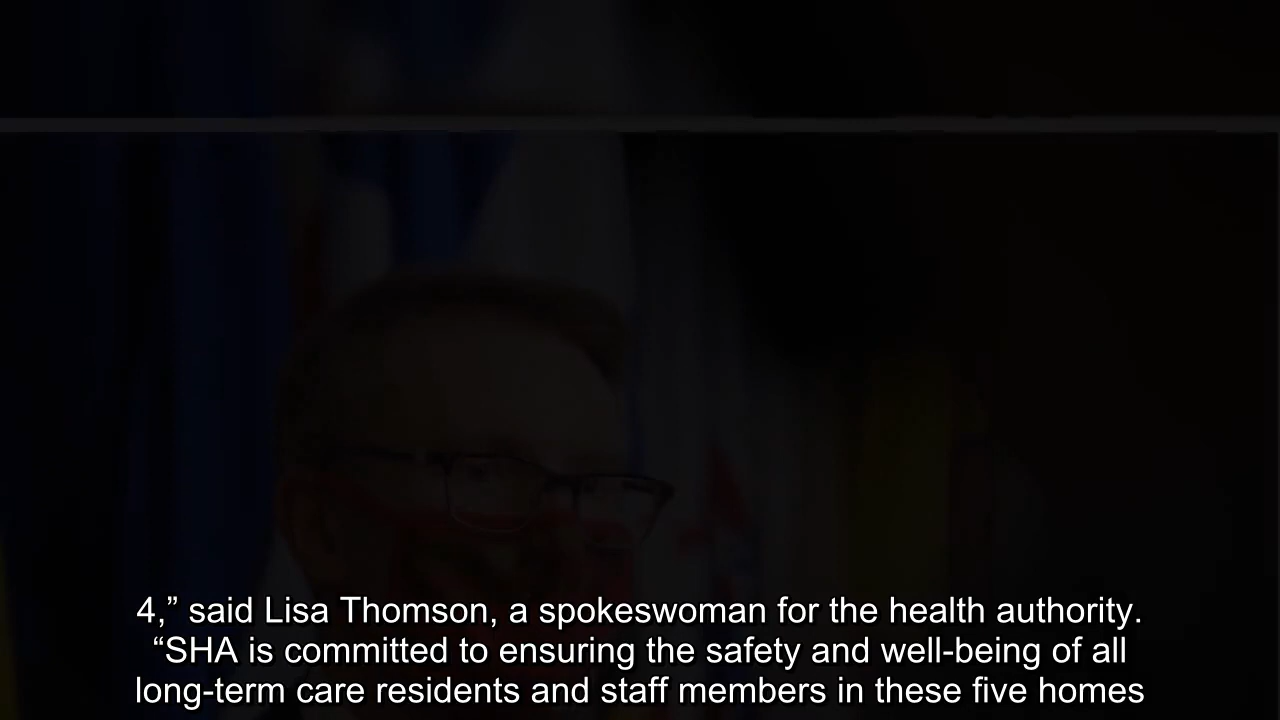 4,” said Lisa Thomson, a spokeswoman for the health authority.
“SHA is committed to ensuring the safety and well-being of all
long-term care residents and staff members in these five homes